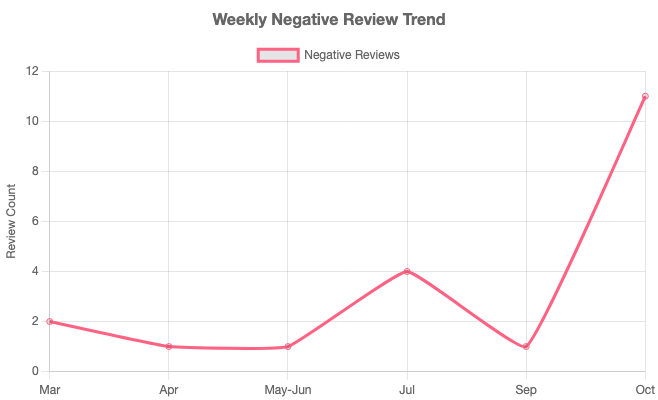 Weekly Negative Review Trend
Negative Reviews
12
10
8
6
4
2
0
Review Count
Mar Apr May-Jun Jul Sep Oct